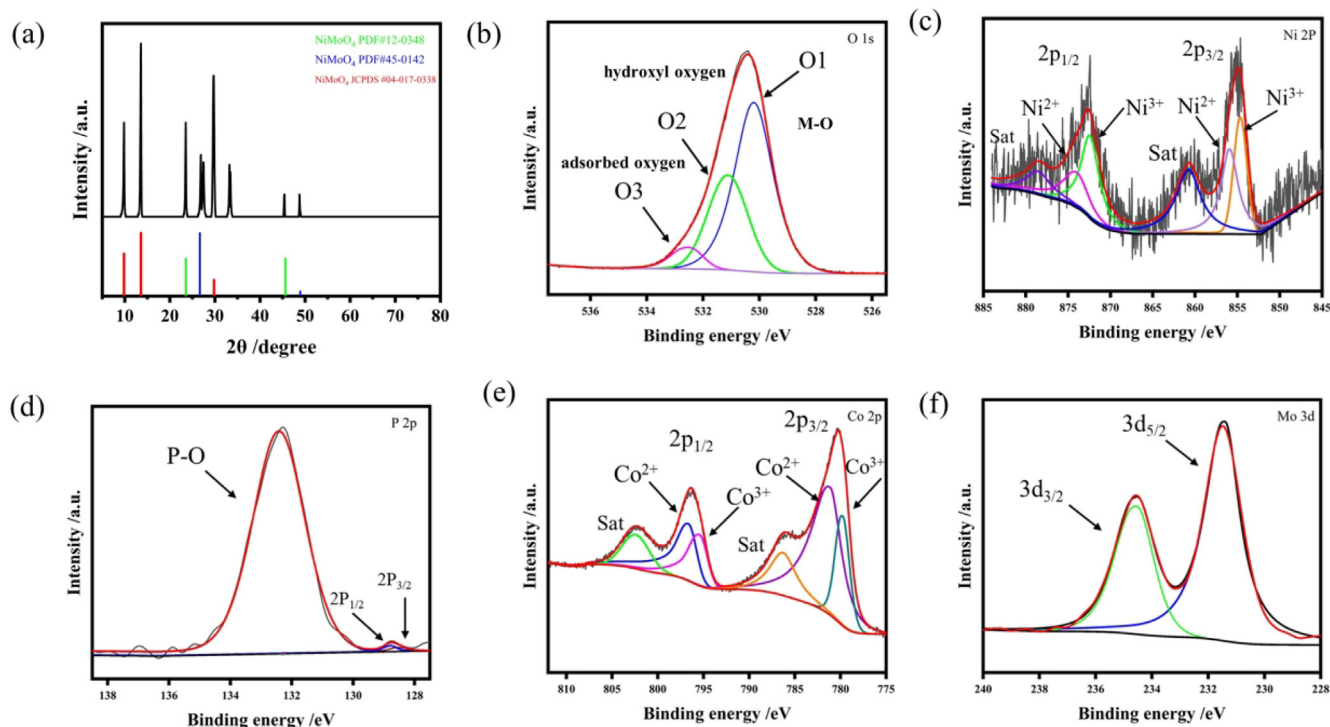 (a)
NiMoO₄ PDF#12-0348
NiMoO₄ PDF#45-0142
NiMoO₄ JCPDS #04-017-0338
Intensity /a.u.
10 20 30 40 50 60 70 80
2θ /degree
(b)
O 1s
hydroxyl oxygen
O1
M-O
O2
adsorbed oxygen
O3
Intensity /a.u.
536 534 532 530 528 526
Binding energy /eV
(c)
Ni 2P
2p₁/₂
2p₃/₂
Ni²⁺
Ni³⁺
Ni²⁺
Ni³⁺
Sat
Sat
Intensity /a.u.
885 880 875 870 865 860 855 850 845
Binding energy /eV
(d)
P 2p
P-O
2P₃/₂
2P₁/₂
Intensity /a.u.
138 136 134 132 130 128
Binding energy /eV
(e)
Co 2p
2p₃/₂
2p₁/₂
Co²⁺
Co³⁺
Co²⁺
Co³⁺
Sat
Sat
Intensity /a.u.
810 805 800 795 790 785 780 775
Binding energy /eV
(f)
Mo 3d
3d₅/₂
3d₃/₂
Intensity /a.u.
240 238 236 234 232 230 228
Binding energy /eV